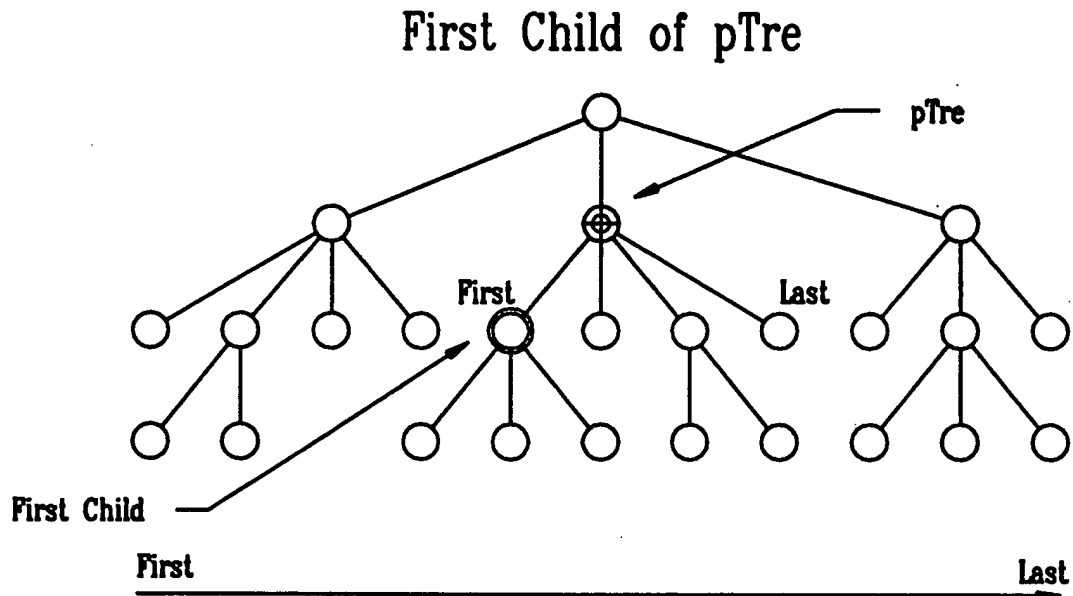 First Child of pTre
pTre
First
Last
First Child
First
Last